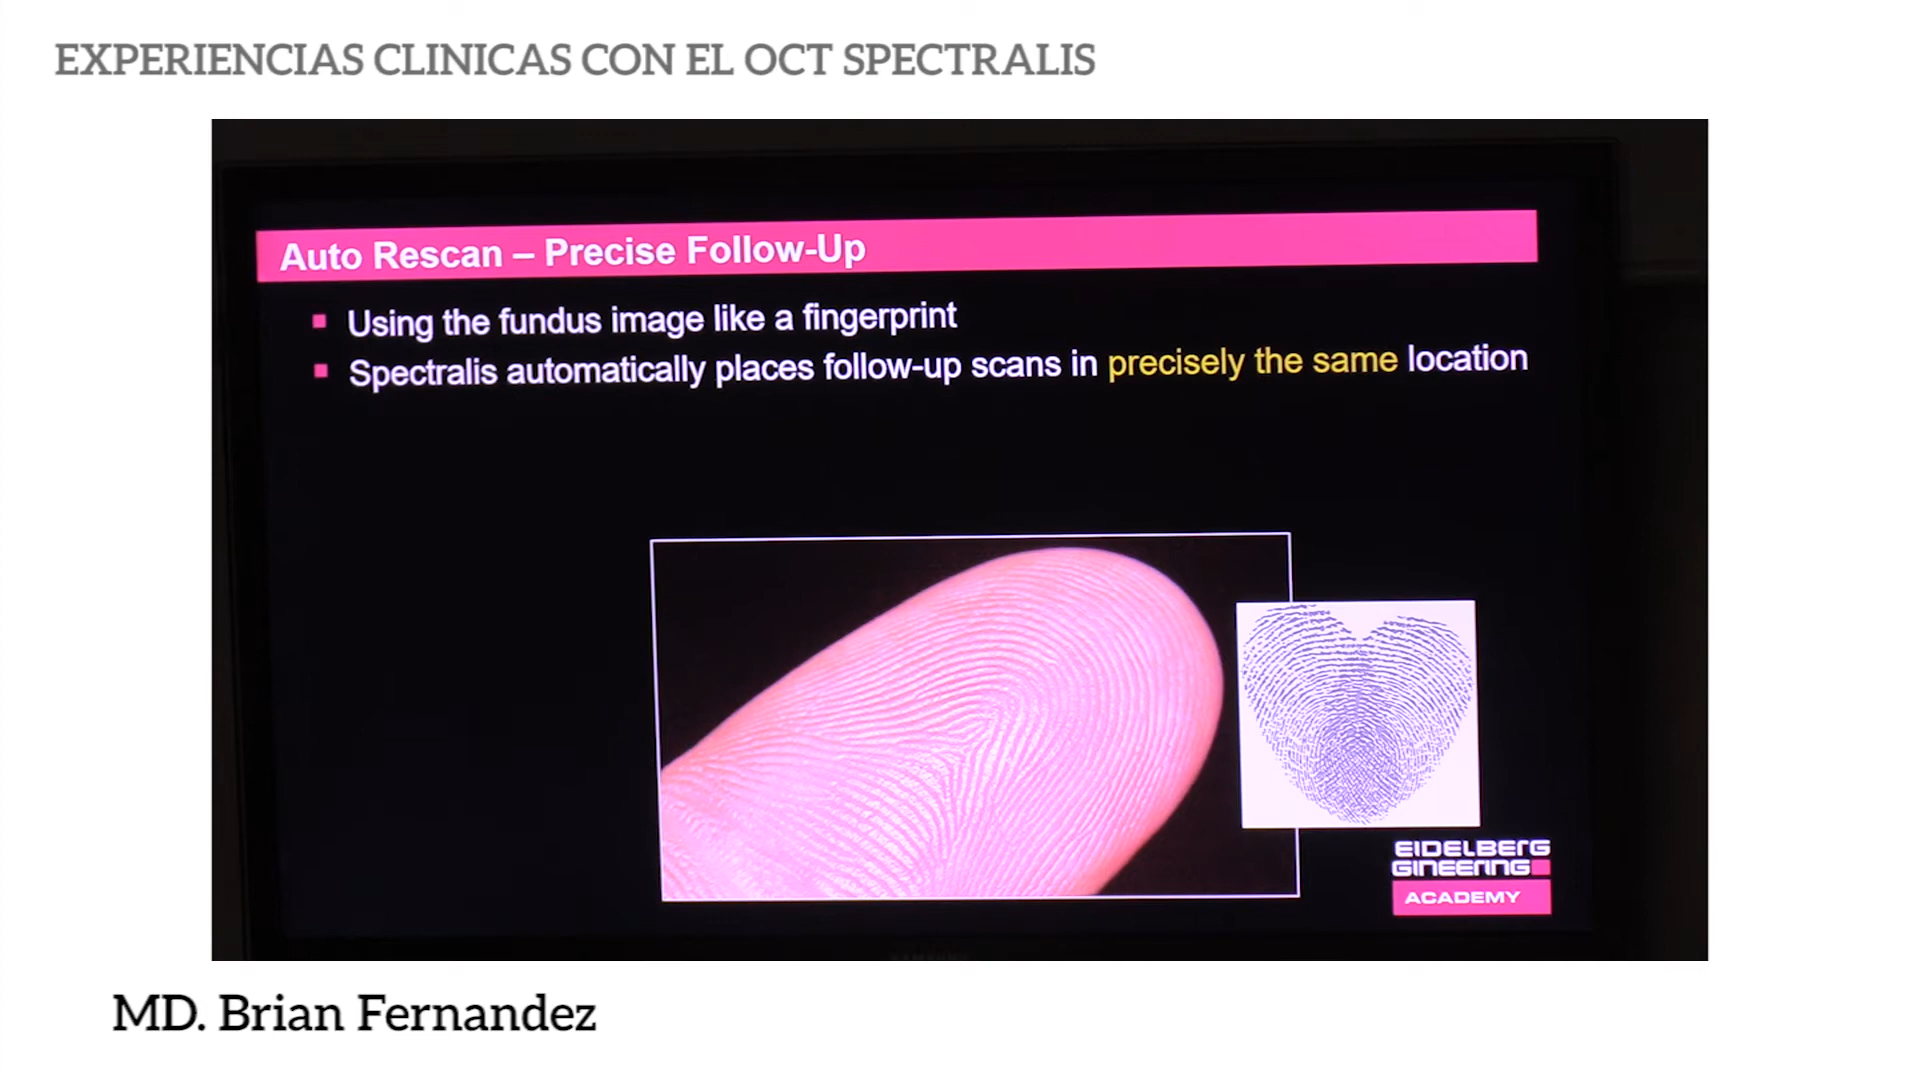 EXPERIENCIAS CLINICAS CON EL OCT SPECTRALIS
Auto Rescan – Precise Follow-Up
Using the fundus image like a fingerprint
Spectralis automatically places follow-up scans in precisely the same location
EIDELBERG
GINEERING
ACADEMY
MD. Brian Fernandez